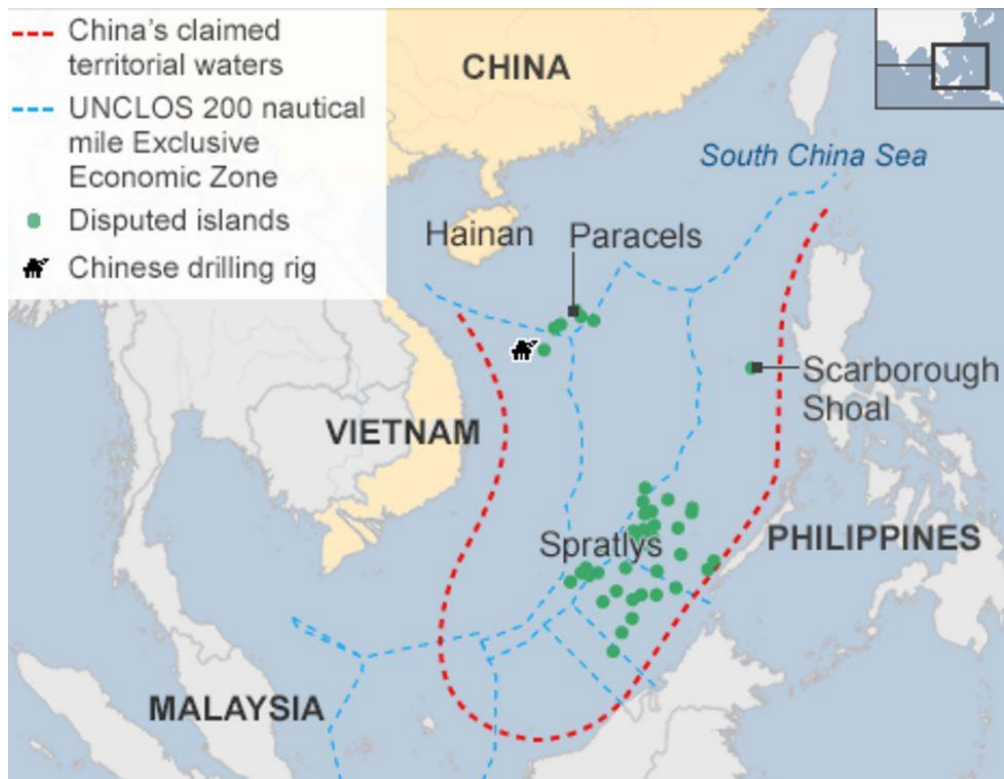 China's claimed
territorial waters
UNCLOS 200 nautical
mile Exclusive
Economic Zone
Disputed islands
Chinese drilling rig
CHINA
South China Sea
Hainan
Paracels
Scarborough
Shoal
VIETNAM
Spratlys
PHILIPPINES
MALAYSIA